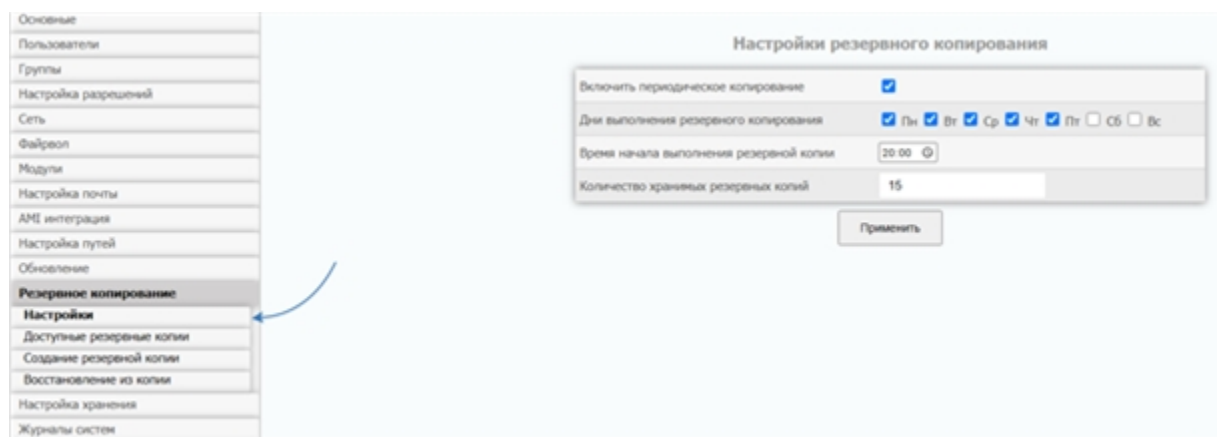 Основные
Пользователи
Группы
Настройка разрешений
Сеть
Файрвол
Модули
Настройка почты
AMI интеграция
Настройка путей
Обновление
Резервное копирование
Настройки
Доступные резервные копии
Создание резервной копии
Восстановление из копии
Настройка хранения
Журналы систем
Настройки резервного копирования
Включить периодическое копирование
Дни выполнения резервного копирования Пн Вт Ср Чт Пт Сб Вс
Время начала выполнения резервной копии 20:00
Количество хранимых резервных копий 15
Применить